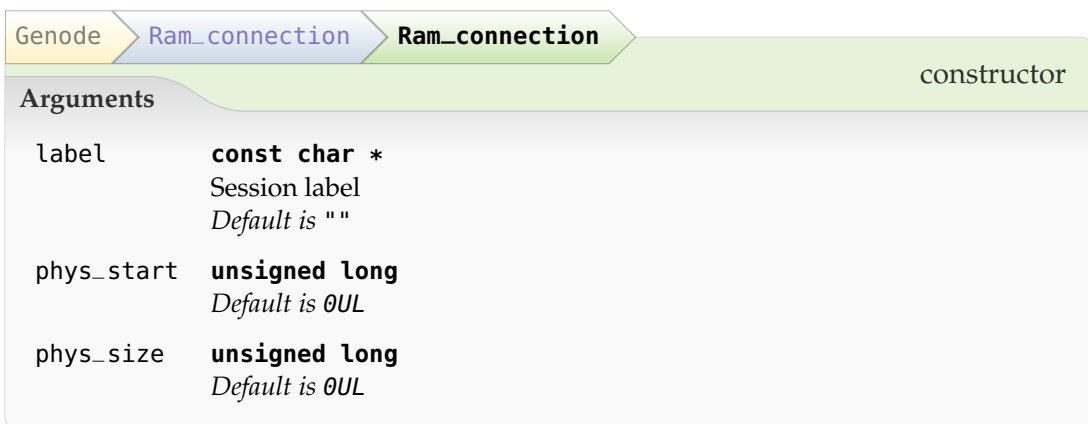 Genode Ram_connection Ram_connection
constructor
Arguments
label const char *
Session label
Default is ""
phys_start unsigned long
Default is 0UL
phys_size unsigned long
Default is 0UL